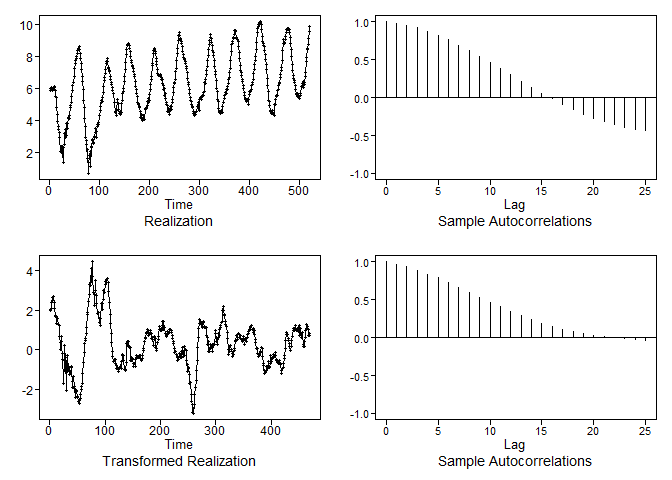 10
8
6
4
2
0 100 200 300 400 500
Time
Realization
1.0
0.5
0.0
-0.5
-1.0
0 5 10 15 20 25
Lag
Sample Autocorrelations
4
2
0
-2
0 100 200 300 400
Time
Transformed Realization
1.0
0.5
0.0
-0.5
-1.0
0 5 10 15 20 25
Lag
Sample Autocorrelations